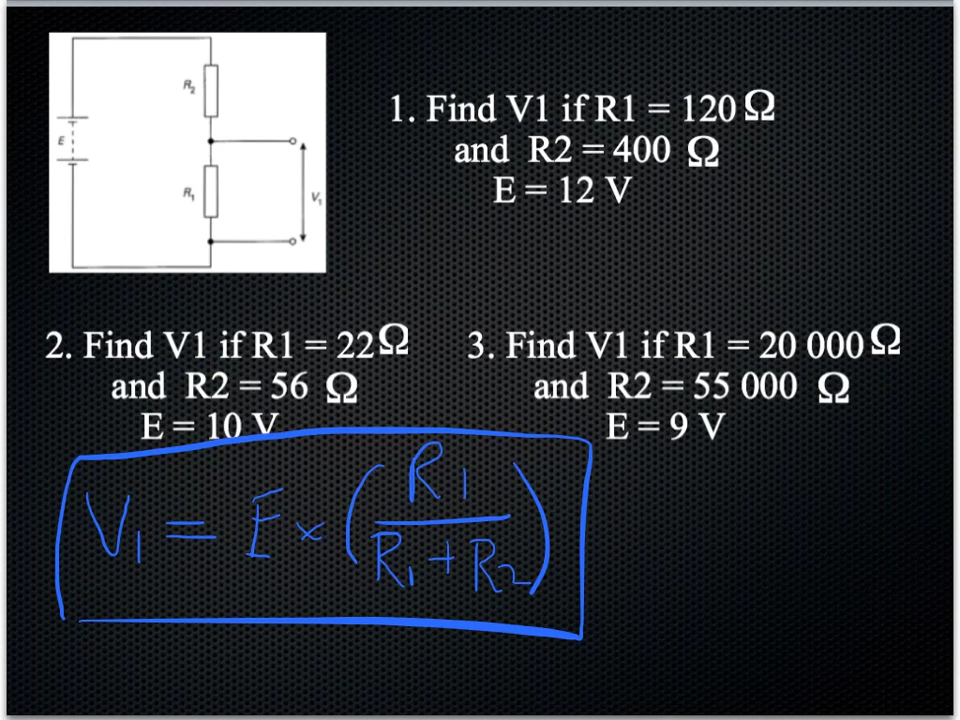 R2
E
R1
V1
1. Find V1 if R1 = 120 Ω
and R2 = 400 Ω
E = 12 V
2. Find V1 if R1 = 22 Ω
and R2 = 56 Ω
E = 10 V
3. Find V1 if R1 = 20 000 Ω
and R2 = 55 000 Ω
E = 9 V
V1 = E × (R1 / (R1 + R2))